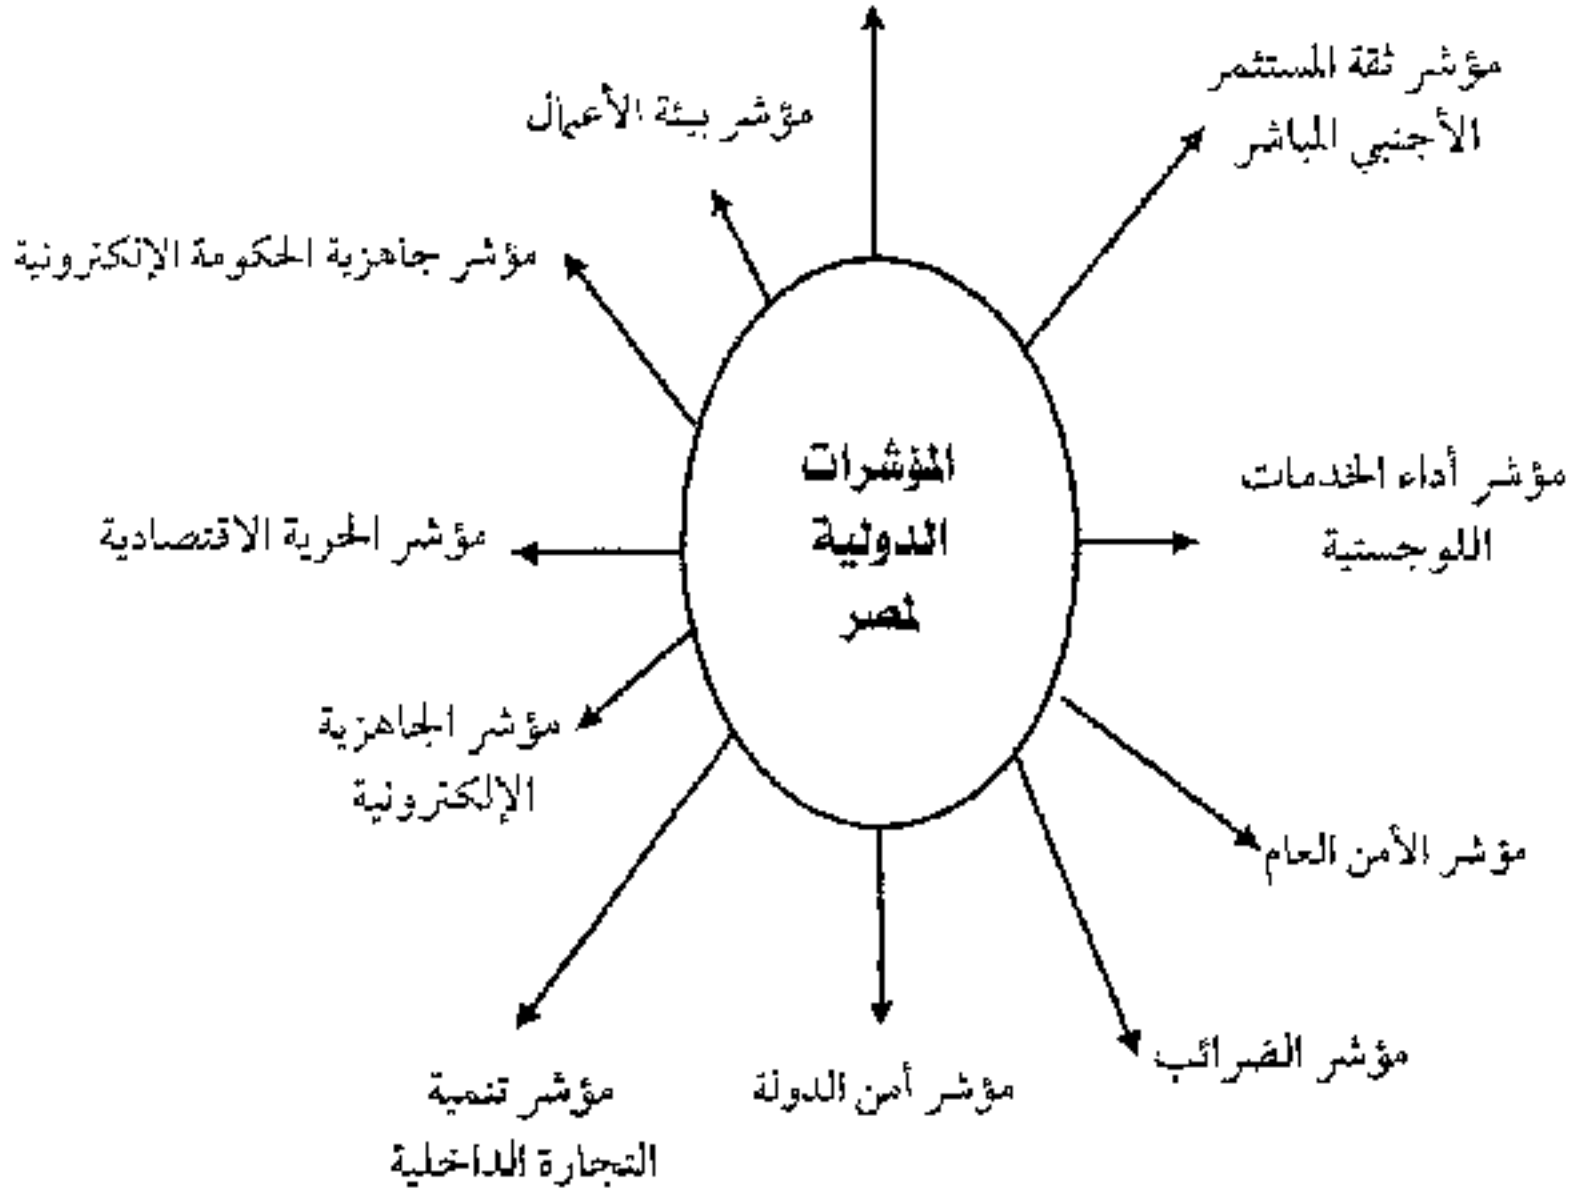 مؤشر ثقة المستثمر
الأجنبي المباشر
مؤشر بيئة الأعمال
مؤشر جاهزية الحكومة الإلكترونية
المؤشرات
الدولية
لمصر
مؤشر أداء الخدمات
اللوجستية
مؤشر الحرية الاقتصادية
مؤشر الجاهزية
الإلكترونية
مؤشر الأمن العام
مؤشر الضرائب
مؤشر أمن الدولة
مؤشر تنمية
التجارة الداخلية